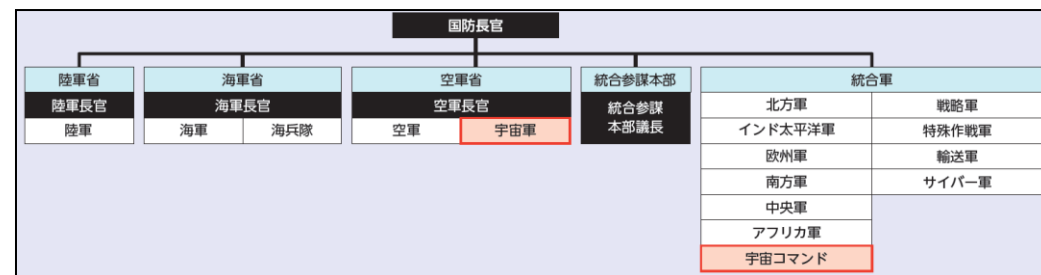 国防長官
陸軍省
海軍省
空軍省
統合参謀本部
統合軍
陸軍長官
海軍長官
空軍長官
統合参謀
本部議長
陸軍
海軍
海兵隊
空軍
宇宙軍
北方軍
戦略軍
インド太平洋軍
特殊作戦軍
欧州軍
輸送軍
南方軍
サイバー軍
中央軍
アフリカ軍
宇宙コマンド